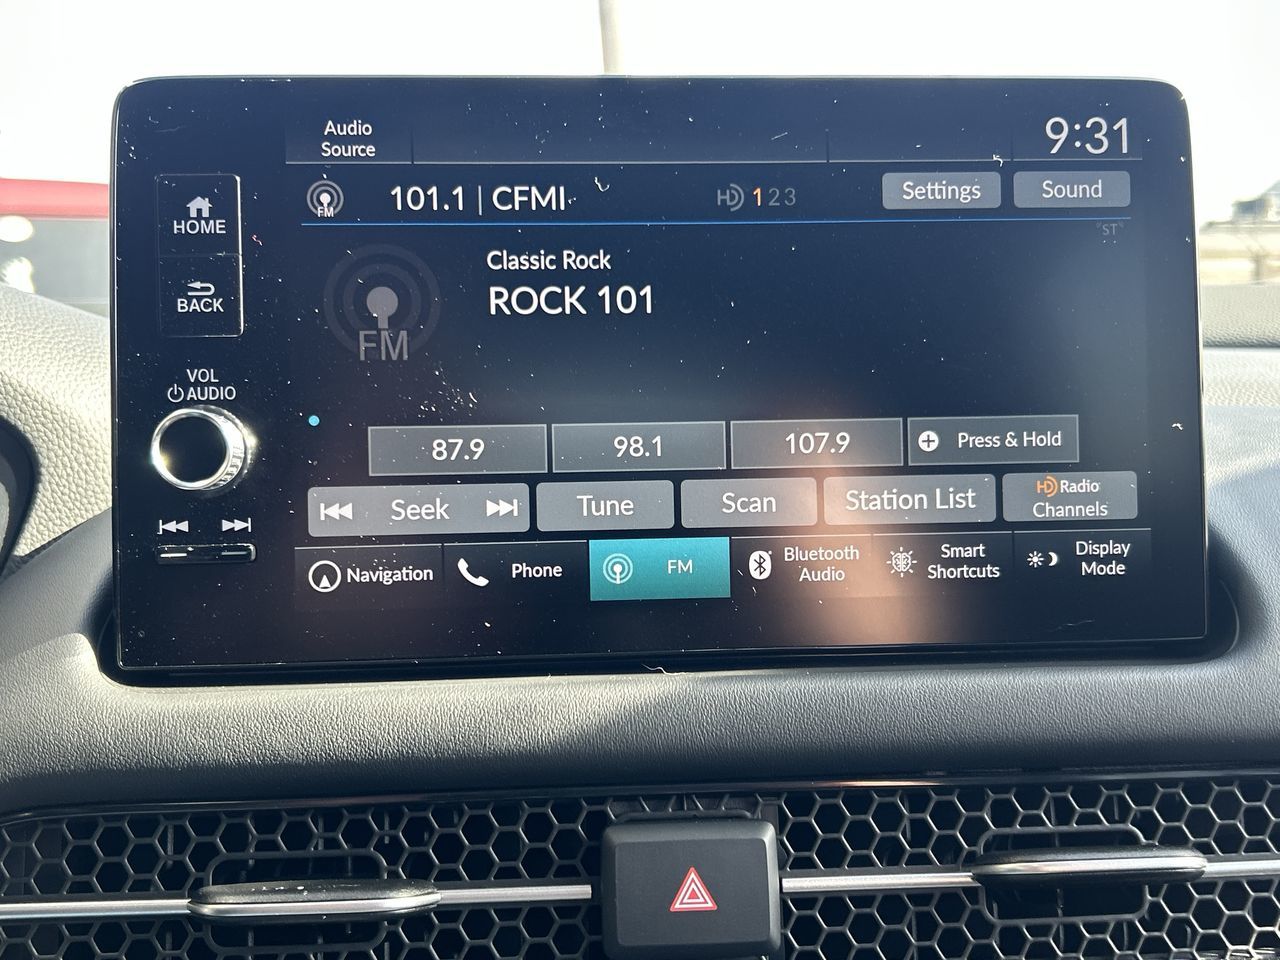 Audio
Source
9:31
FM
101.1 | CFMI
HD 1 2 3
Settings
Sound
ST
HOME
BACK
Classic Rock
ROCK 101
FM
VOL
AUDIO
87.9
98.1
107.9
Press & Hold
Seek
Tune
Scan
Station List
HD Radio
Channels
Navigation
Phone
FM
Bluetooth
Audio
Smart
Shortcuts
Display
Mode